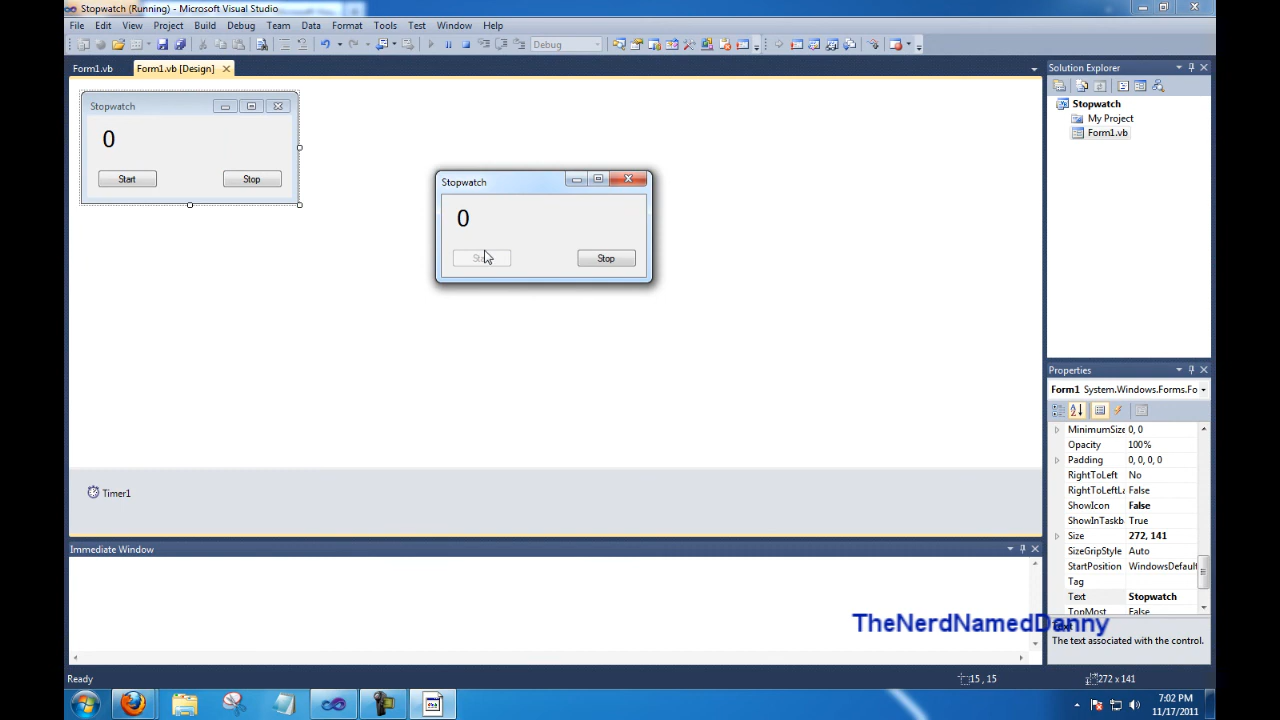 Stopwatch (Running) - Microsoft Visual Studio
File Edit View Project Build Debug Team Data Format Tools Test Window Help
Debug
Form1.vb Form1.vb [Design]
Stopwatch
0
Start Stop
Stopwatch
0
Stop
Timer1
Immediate Window
Solution Explorer
Stopwatch
My Project
Form1.vb
Properties
Form1 System.Windows.Forms.Fo
MinimumSize 0, 0
Opacity 100%
Padding 0, 0, 0, 0
RightToLeft No
RightToLeftLa False
ShowIcon False
ShowInTaskb True
Size 272, 141
SizeGripStyle Auto
StartPosition WindowsDefault
Tag
Text Stopwatch
TopMost False
TheNerdNamedDanny
The text associated with the control.
Ready 15 , 15 272 x 141
7:02 PM
11/17/2011